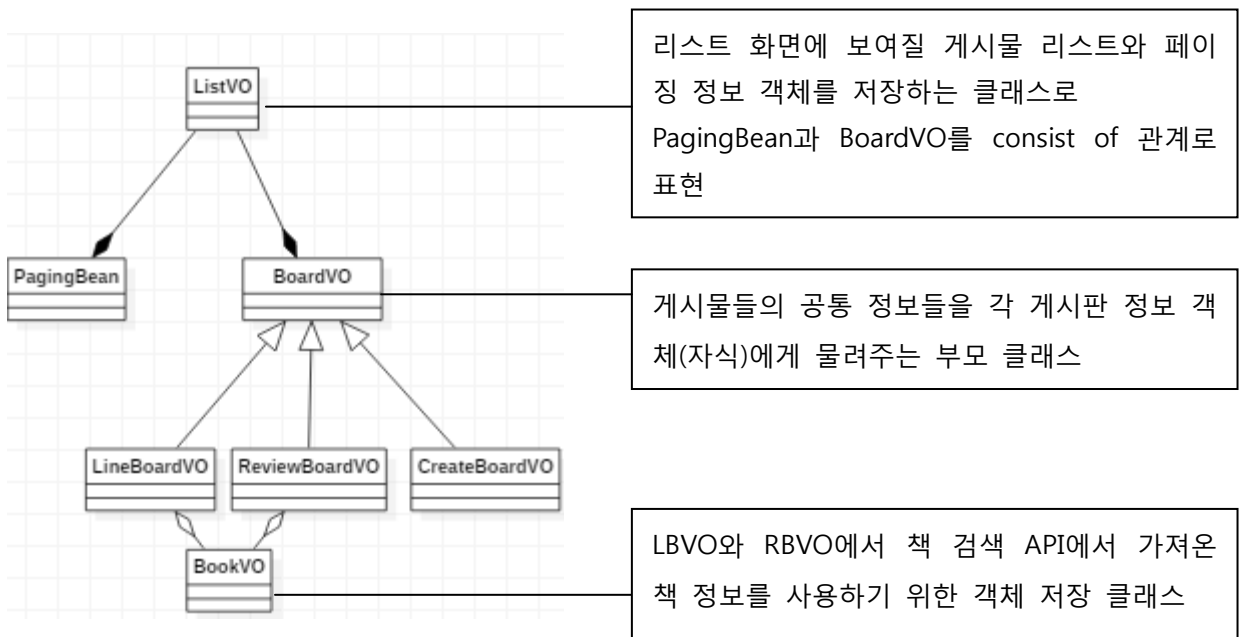 ListVO
리스트 화면에 보여질 게시물 리스트와 페이
징 정보 객체를 저장하는 클래스로
PagingBean과 BoardVO를 consist of 관계로
표현
PagingBean
BoardVO
게시물들의 공통 정보들을 각 게시판 정보 객
체(자식)에게 물려주는 부모 클래스
LineBoardVO
ReviewBoardVO
CreateBoardVO
BookVO
LBVO와 RBVO에서 책 검색 API에서 가져온
책 정보를 사용하기 위한 객체 저장 클래스